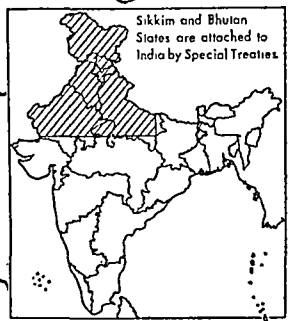 Sikkim and Bhutan
States are attached to
India by Special Treaties.